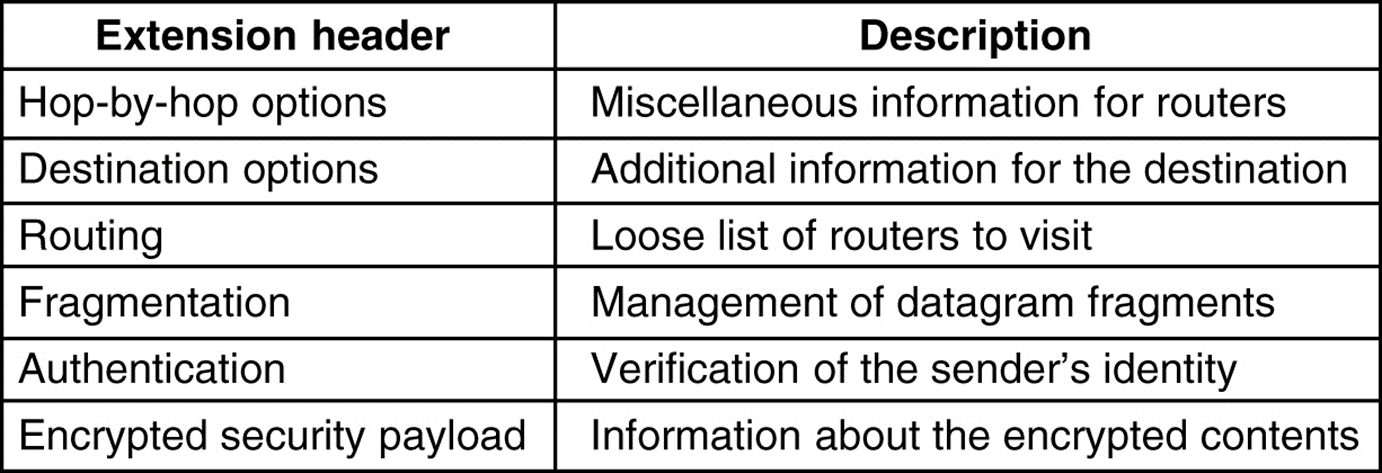 Extension header Description
Hop-by-hop options Miscellaneous information for routers
Destination options Additional information for the destination
Routing Loose list of routers to visit
Fragmentation Management of datagram fragments
Authentication Verification of the sender’s identity
Encrypted security payload Information about the encrypted contents